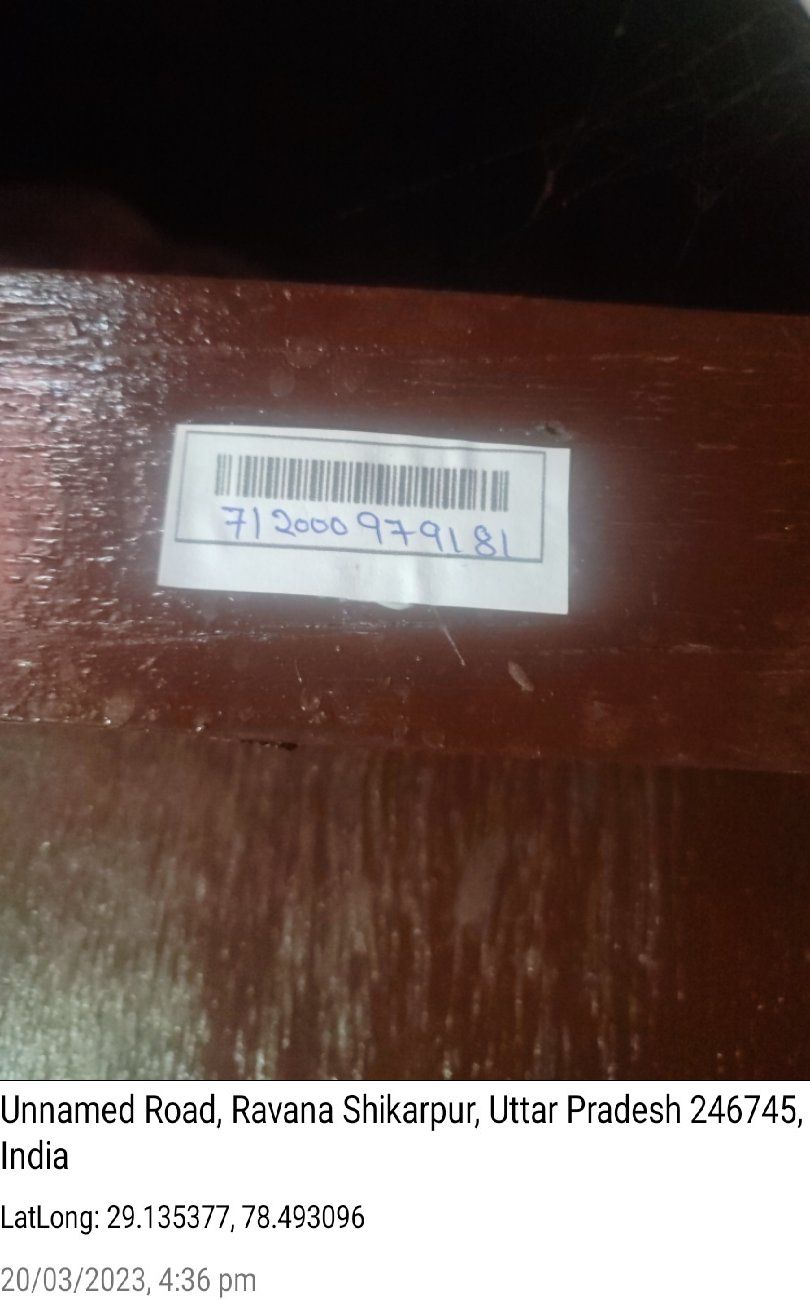 712000979181
Unnamed Road, Ravana Shikarpur, Uttar Pradesh 246745,
India
LatLong: 29.135377, 78.493096
20/03/2023, 4:36 pm